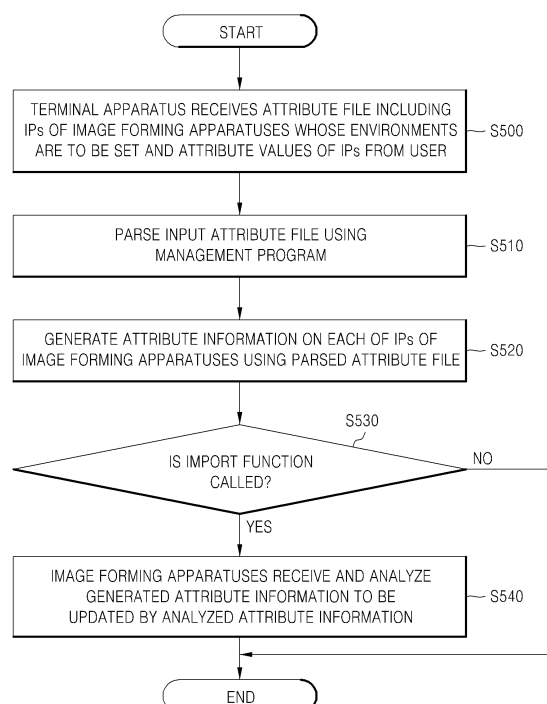 START
TERMINAL APPARATUS RECEIVES ATTRIBUTE FILE INCLUDING
IPs OF IMAGE FORMING APPARATUSES WHOSE ENVIRONMENTS
ARE TO BE SET AND ATTRIBUTE VALUES OF IPs FROM USER
S500
PARSE INPUT ATTRIBUTE FILE USING
MANAGEMENT PROGRAM
S510
GENERATE ATTRIBUTE INFORMATION ON EACH OF IPs OF
IMAGE FORMING APPARATUSES USING PARSED ATTRIBUTE FILE
S520
S530
IS IMPORT FUNCTION
CALLED?
NO
YES
IMAGE FORMING APPARATUSES RECEIVE AND ANALYZE
GENERATED ATTRIBUTE INFORMATION TO BE
UPDATED BY ANALYZED ATTRIBUTE INFORMATION
S540
END